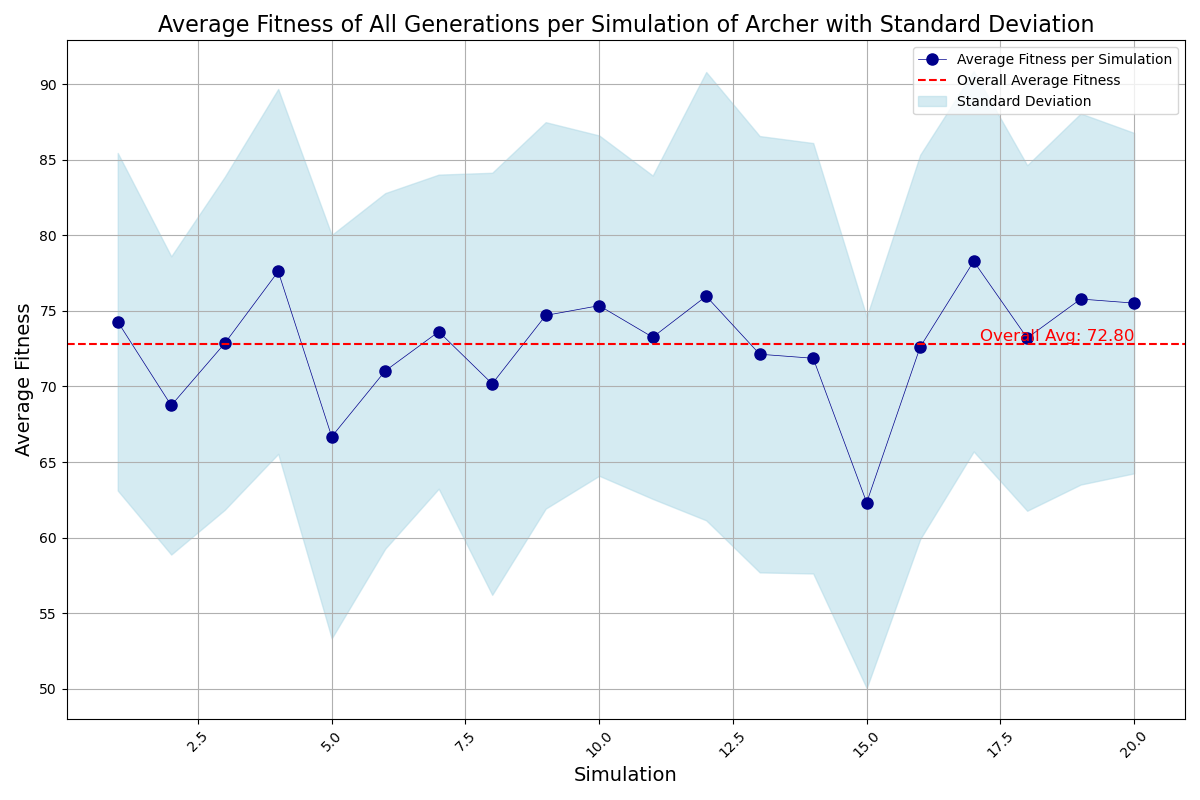 Average Fitness of All Generations per Simulation of Archer with Standard Deviation
Average Fitness per Simulation
Overall Average Fitness
Standard Deviation
90
85
80
75
70
65
60
55
50
Average Fitness
Overall Avg: 72.80
2.5
5.0
7.5
10.0
12.5
15.0
17.5
20.0
Simulation